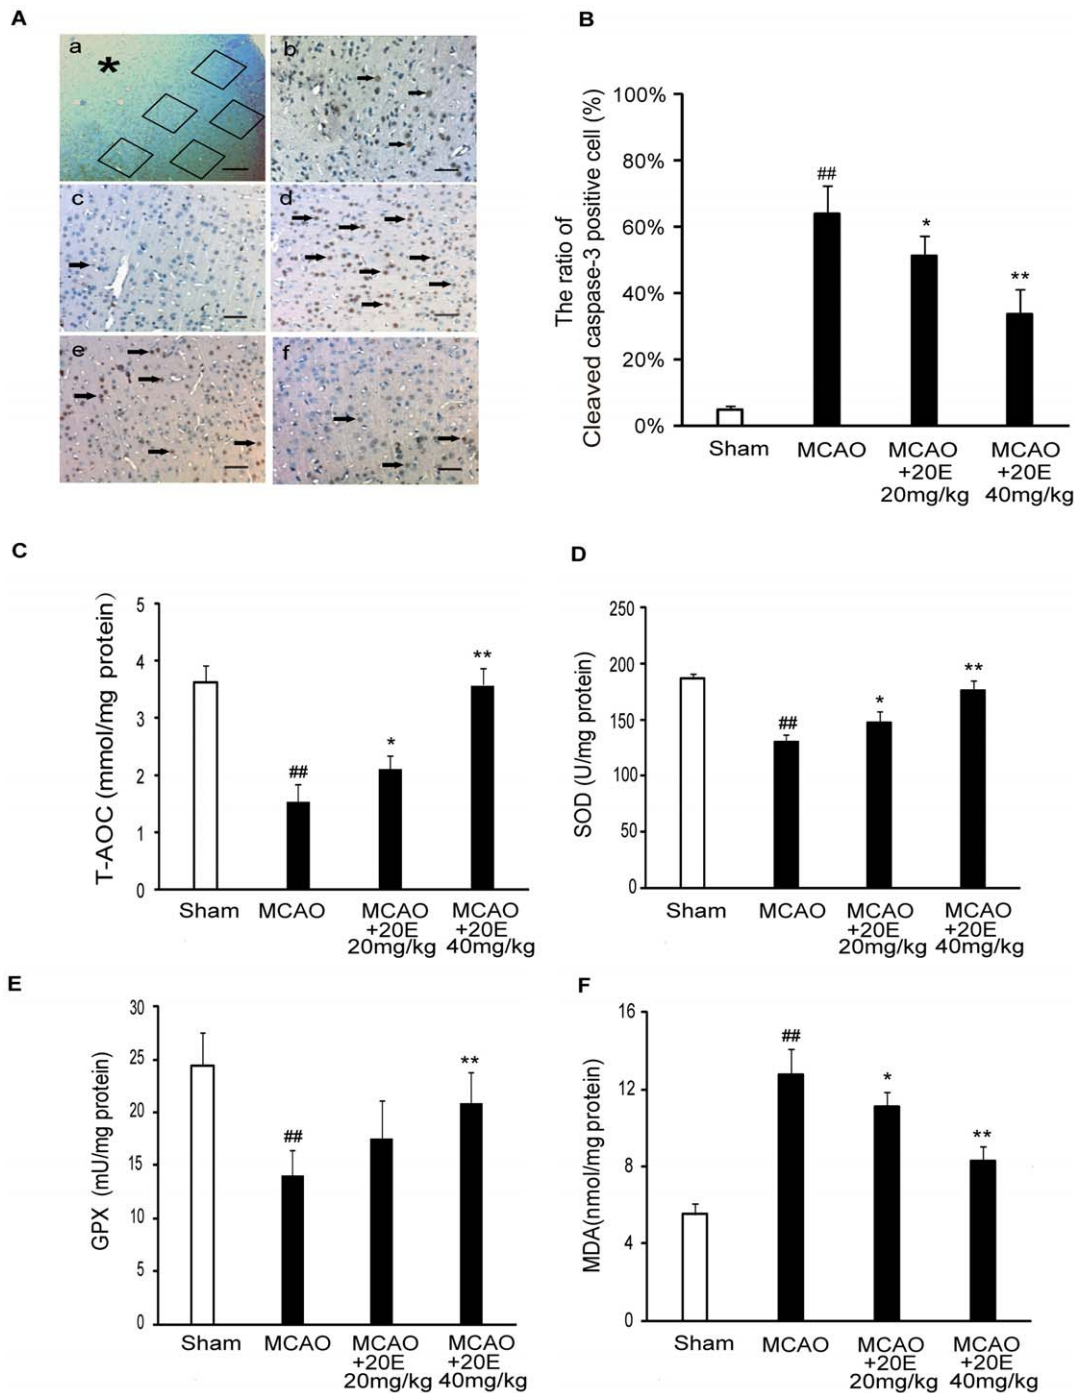 A
a
*
b
c
d
e
f
B
The ratio of
Cleaved caspase-3 positive cell (%)
100%
80%
60%
40%
20%
0%
##
*
**
Sham
MCAO
MCAO
+20E
20mg/kg
MCAO
+20E
40mg/kg
C
T-AOC (mmol/mg protein)
5
4
3
2
1
0
##
*
**
Sham
MCAO
MCAO
+20E
20mg/kg
MCAO
+20E
40mg/kg
D
SOD (U/mg protein)
250
200
150
100
50
0
##
*
**
Sham
MCAO
MCAO
+20E
20mg/kg
MCAO
+20E
40mg/kg
E
GPX (mU/mg protein)
30
25
20
15
10
5
0
##
**
Sham
MCAO
MCAO
+20E
20mg/kg
MCAO
+20E
40mg/kg
F
MDA(nmol/mg protein)
16
12
8
4
0
##
*
**
Sham
MCAO
MCAO
+20E
20mg/kg
MCAO
+20E
40mg/kg